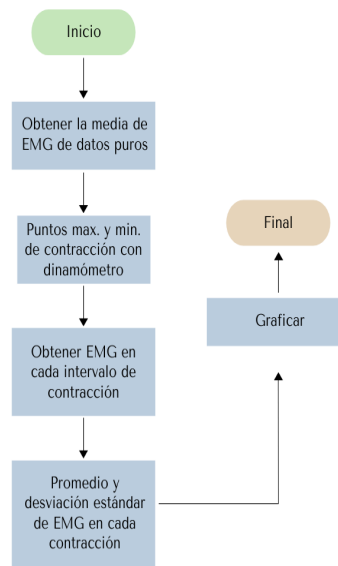 Inicio
Obtener la media de
EMG de datos puros
Puntos max. y min.
de contracción con
dinamómetro
Obtener EMG en
cada intervalo de
contracción
Promedio y
desviación estándar
de EMG en cada
contracción
Graficar
Final